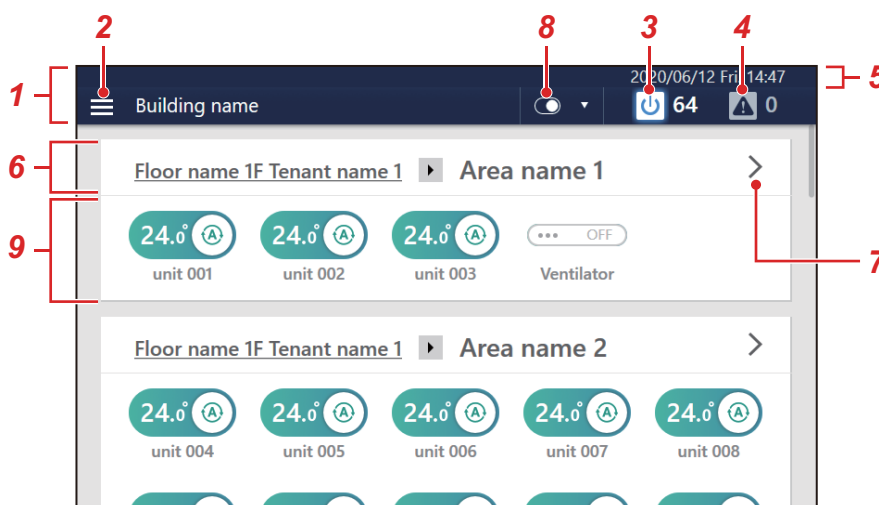 2 8 3 4
2020/06/12 Fri 14:47 5
1 Building name 64 0
6 Floor name 1F Tenant name 1 Area name 1
9 24.0° A 24.0° A 24.0° A OFF
unit 001 unit 002 unit 003 Ventilator 7
Floor name 1F Tenant name 1 Area name 2
24.0° A 24.0° A 24.0° A 24.0° A 24.0° A
unit 004 unit 005 unit 006 unit 007 unit 008